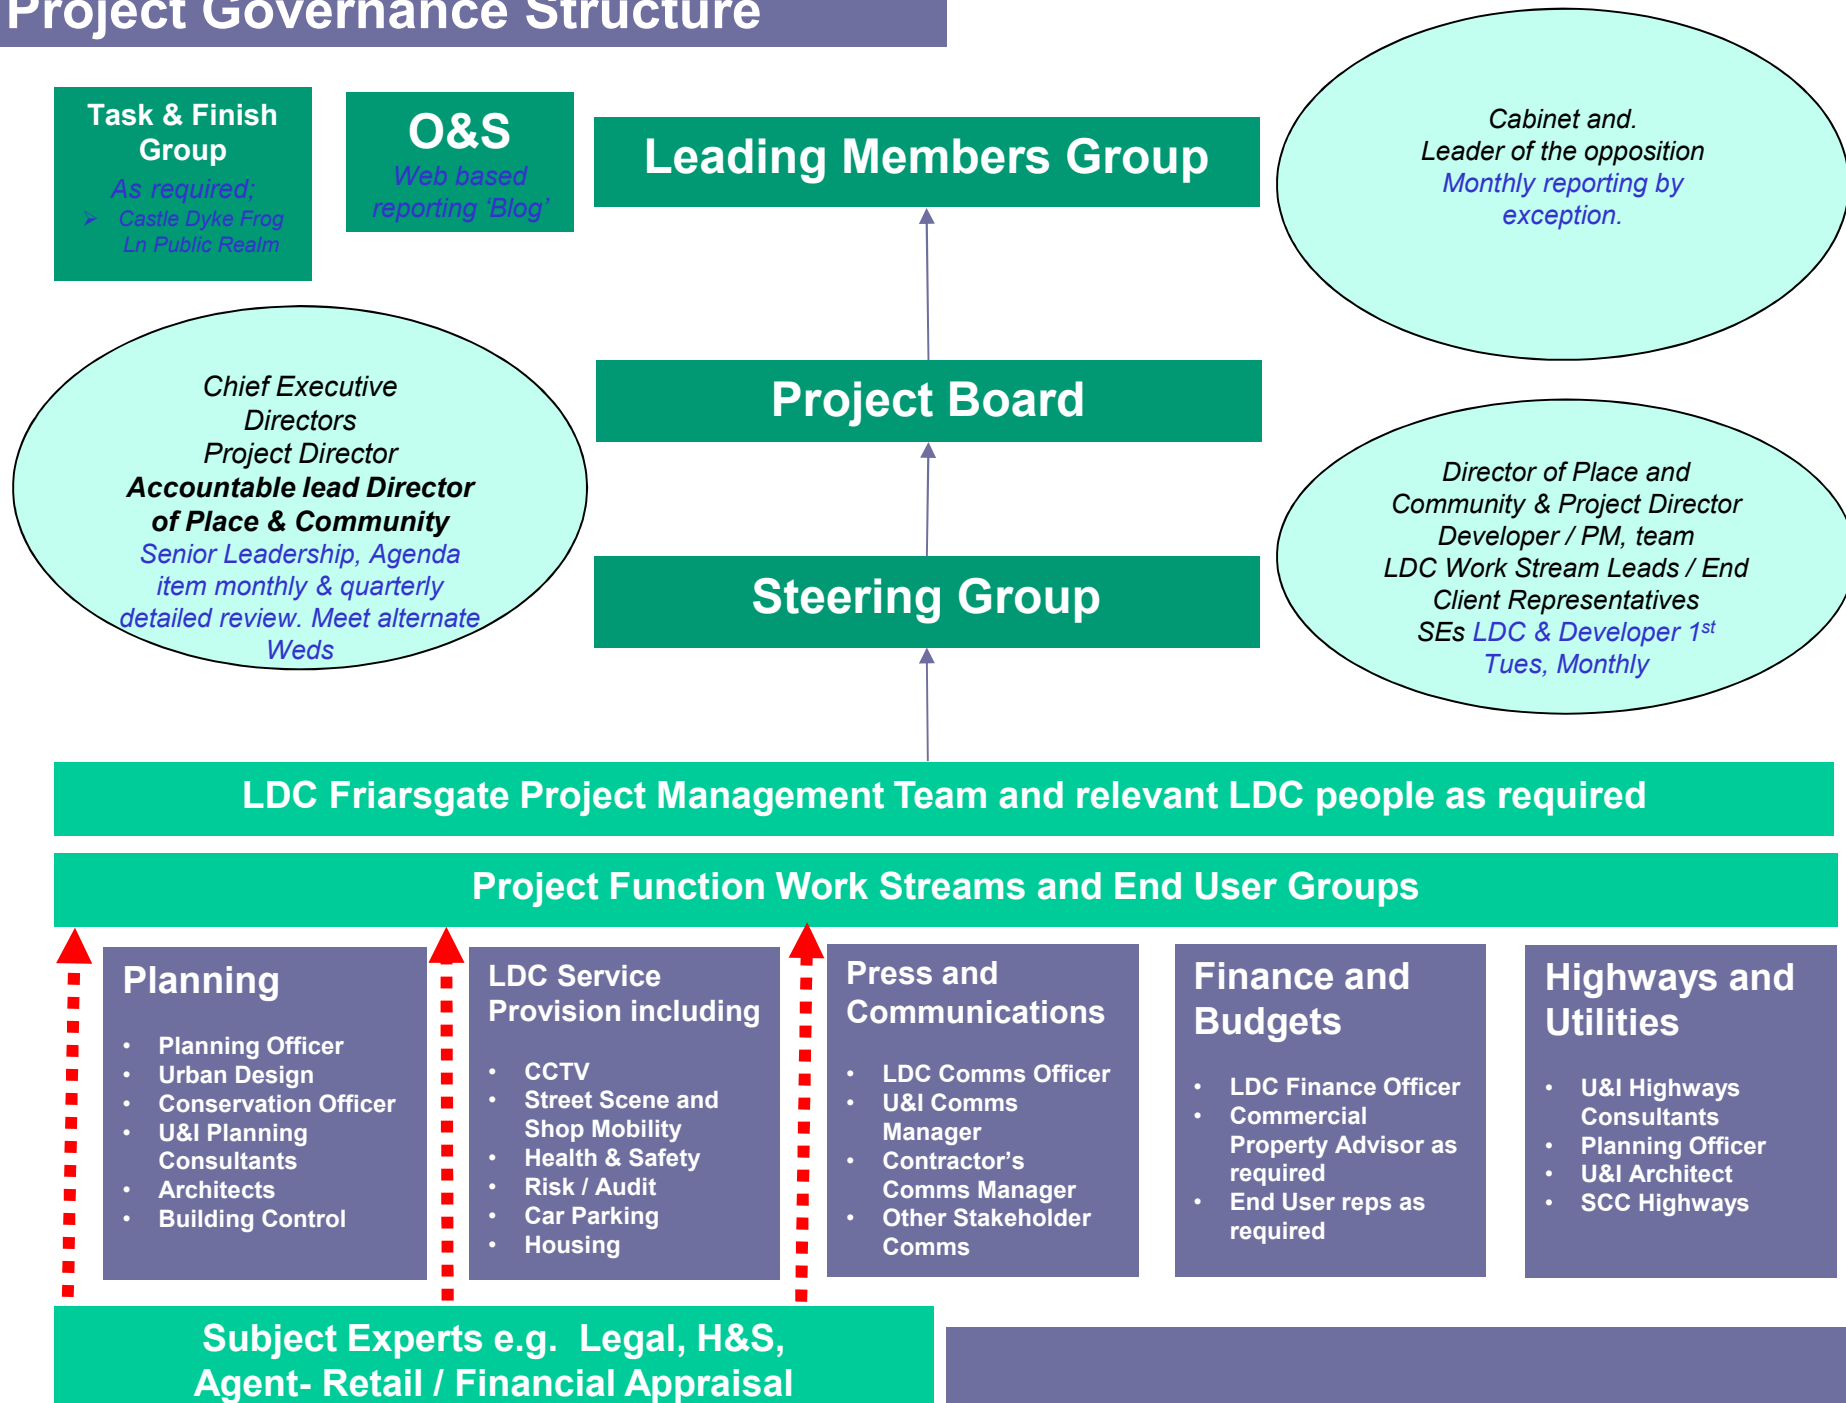 Project Governance Structure
Task & Finish
Group
As required;
➢ Castle Dyke Frog
Ln Public Realm
O&S
Web based
reporting ‘Blog’
Leading Members Group
Cabinet and.
Leader of the opposition
Monthly reporting by
exception.
Chief Executive
Directors
Project Director
Accountable lead Director
of Place & Community
Senior Leadership, Agenda
item monthly & quarterly
detailed review. Meet alternate
Weds
Project Board
Steering Group
Director of Place and
Community & Project Director
Developer / PM, team
LDC Work Stream Leads / End
Client Representatives
SEs LDC & Developer 1st
Tues, Monthly
LDC Friarsgate Project Management Team and relevant LDC people as required
Project Function Work Streams and End User Groups
Planning
• Planning Officer
• Urban Design
• Conservation Officer
• U&I Planning
Consultants
• Architects
• Building Control
LDC Service
Provision including
• CCTV
• Street Scene and
Shop Mobility
• Health & Safety
• Risk / Audit
• Car Parking
• Housing
Press and
Communications
• LDC Comms Officer
• U&I Comms
Manager
• Contractor’s
Comms Manager
• Other Stakeholder
Comms
Finance and
Budgets
• LDC Finance Officer
• Commercial
Property Advisor as
required
• End User reps as
required
Highways and
Utilities
• U&I Highways
Consultants
• Planning Officer
• U&I Architect
• SCC Highways
Subject Experts e.g. Legal, H&S,
Agent- Retail / Financial Appraisal